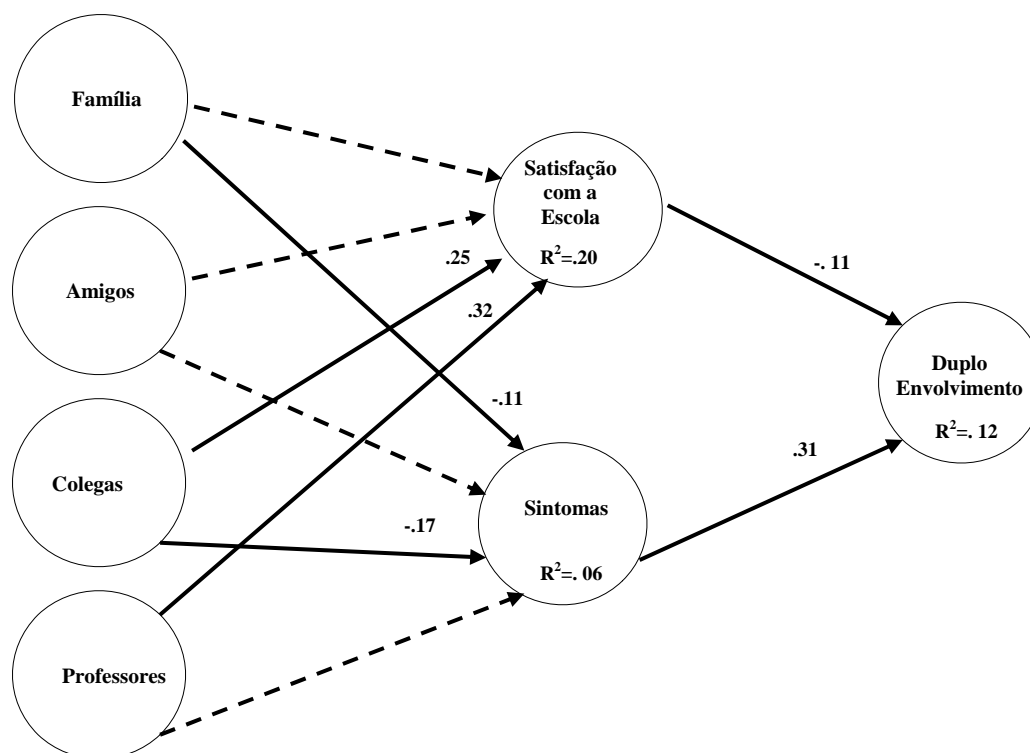 Família
Satisfação
com a
Escola
R²=.20
.25
Amigos
.32
-. 11
Duplo
Envolvimento
R²=. 12
-.11
.31
Colegas
Sintomas
-.17
R²=. 06
Professores